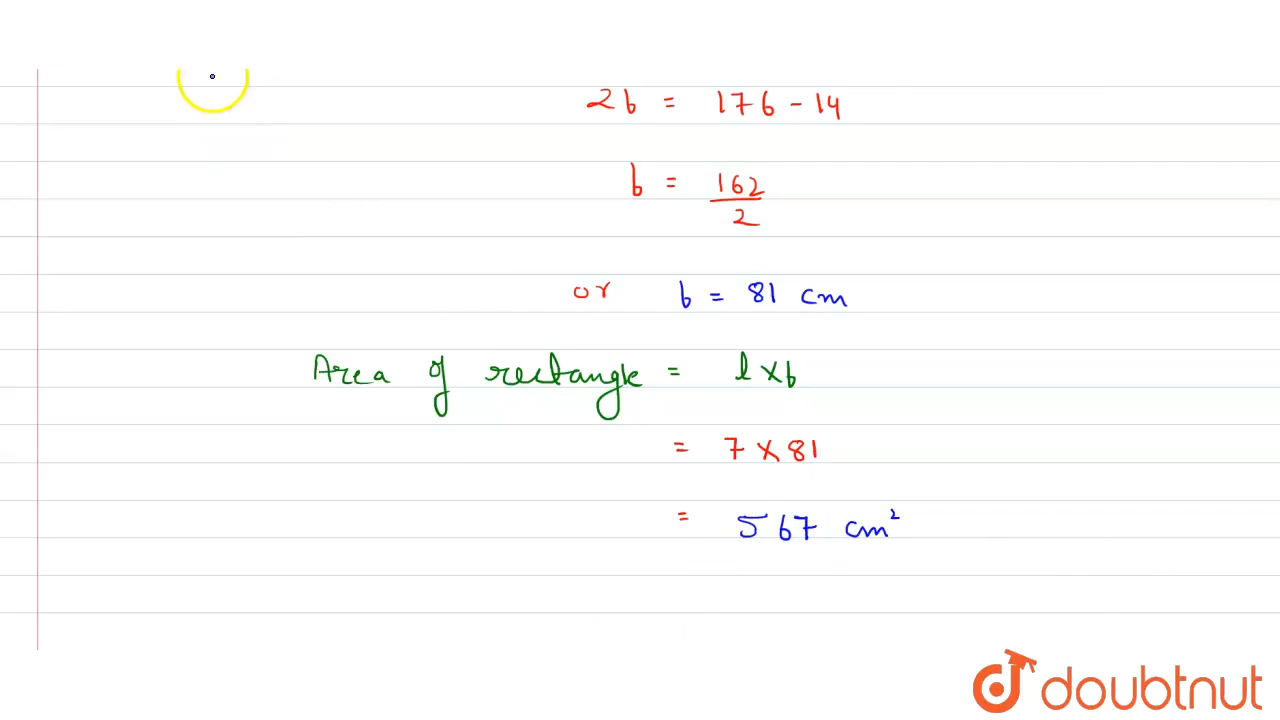 2b = 176 - 14
b = 162/2
or b = 81 cm
Area of rectangle = l × b
= 7 × 81
= 567 cm²
doubtnut